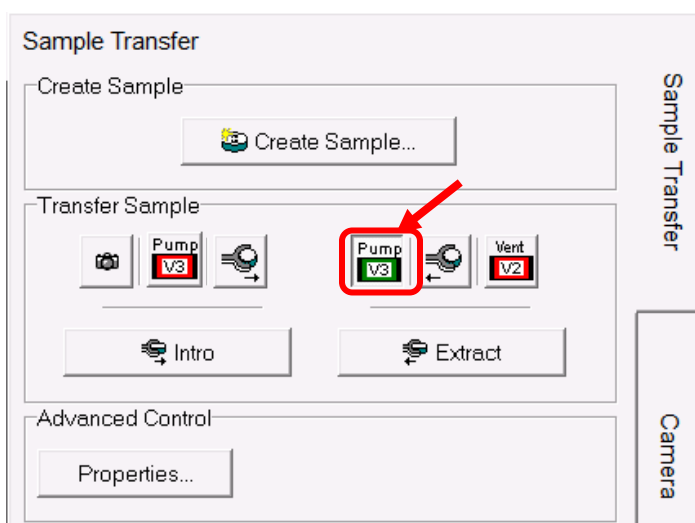 Sample Transfer
Create Sample
Create Sample...
Transfer Sample
Pump
V3
Pump
V3
Vent
V2
Intro
Extract
Advanced Control
Properties...
Sample Transfer
Camera